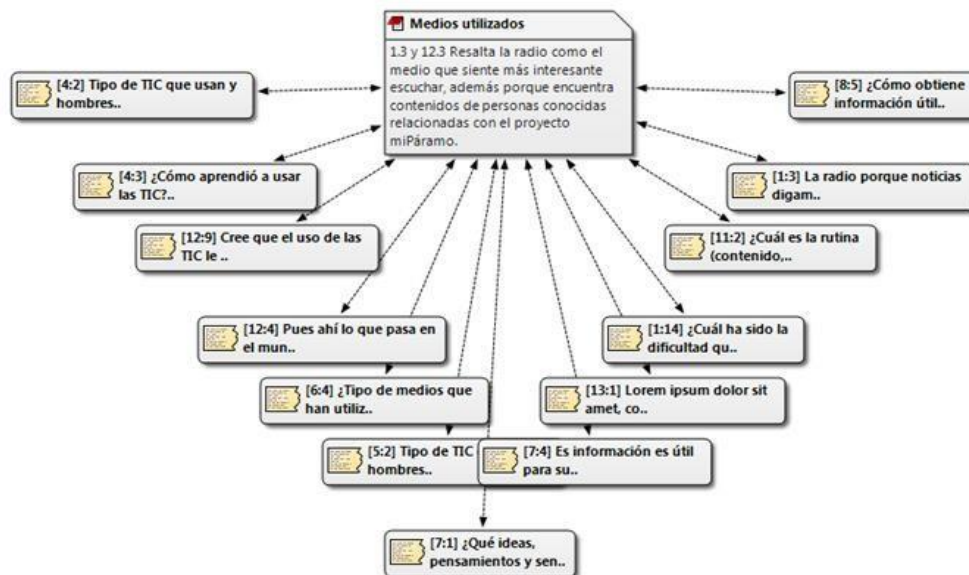 Medios utilizados
1.3 y 12.3 Resalta la radio como el
medio que siente más interesante
escuchar, además porque encuentra
contenidos de personas conocidas
relacionadas con el proyecto
miPáramo.
[4:2] Tipo de TIC que usan y
hombres..
[8:5] ¿Cómo obtiene
información útil..
[4:3] ¿Cómo aprendió a usar
las TIC?..
[1:3] La radio porque noticias
digam..
[12:9] Cree que el uso de las
TIC le ..
[11:2] ¿Cuál es la rutina
(contenido,..
[12:4] Pues ahí lo que pasa en
el mun..
[1:14] ¿Cuál ha sido la
dificultad qu..
[6:4] ¿Tipo de medios que
han utiliz..
[13:1] Lorem ipsum dolor sit
amet, co..
[5:2] Tipo de TIC
hombres..
[7:4] Es información es útil
para su..
[7:1] ¿Qué ideas,
pensamientos y sen..